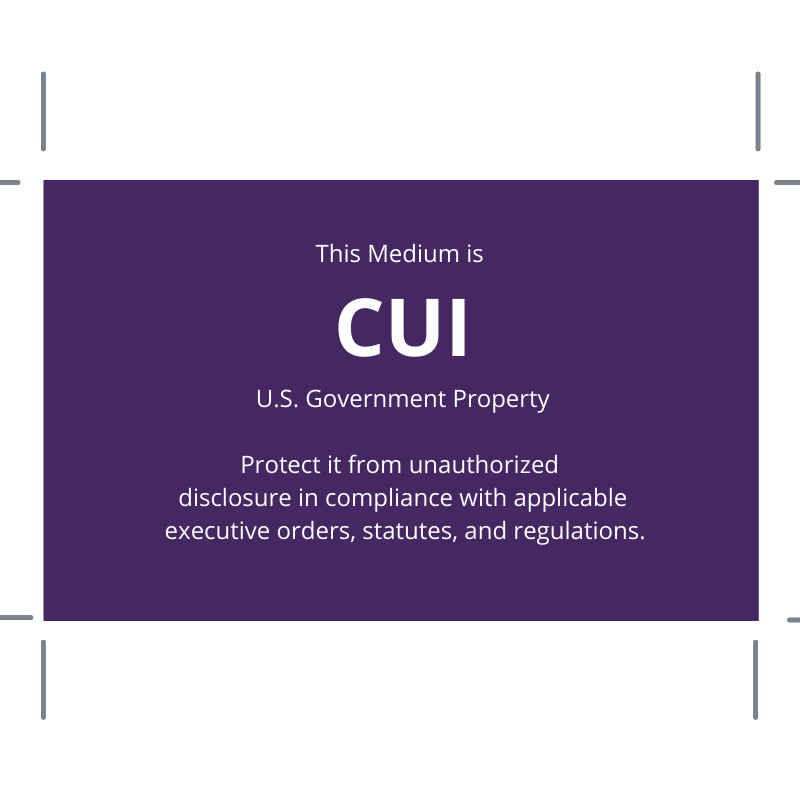 This Medium is
CUI
U.S. Government Property
Protect it from unauthorized
disclosure in compliance with applicable
executive orders, statutes, and regulations.